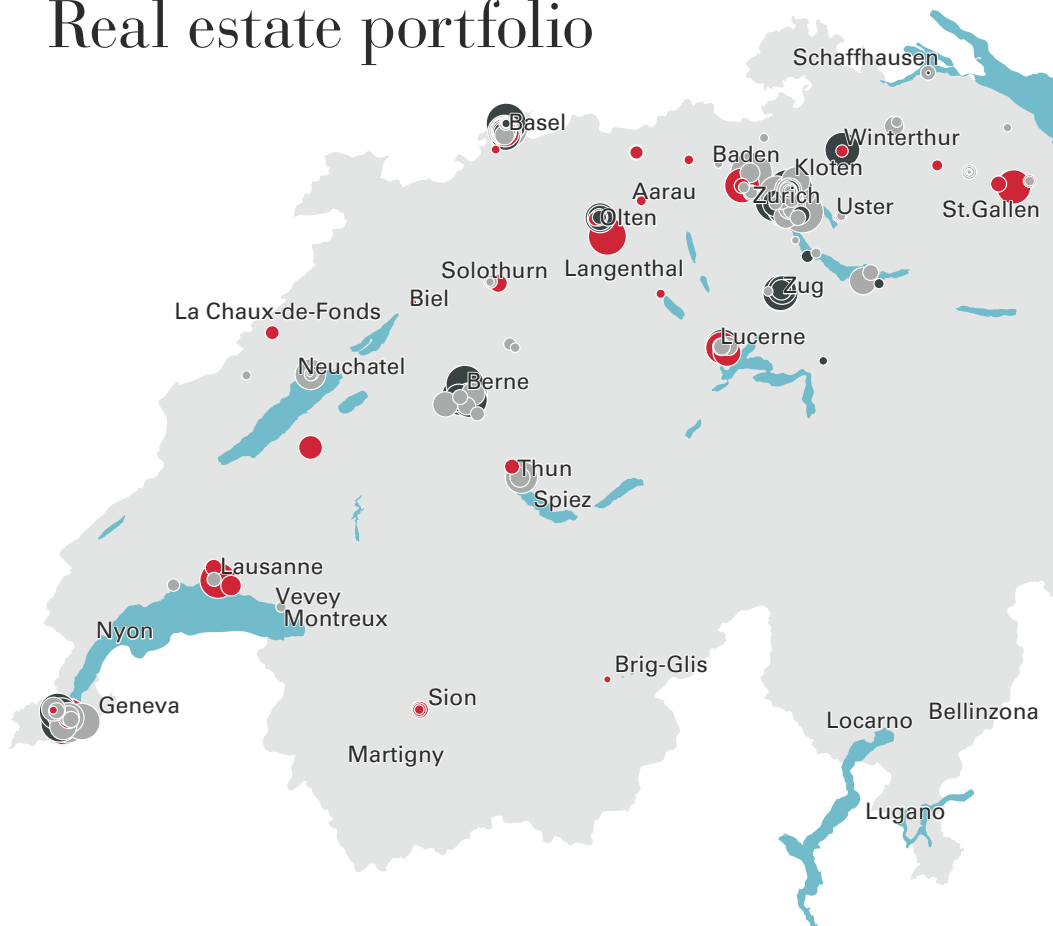 Real estate portfolio
Schaffhausen
Basel
Winterthur
Baden
Kloten
Aarau
Zurich
Uster
St.Gallen
Olten
Langenthal
Solothurn
Zug
Biel
La Chaux-de-Fonds
Lucerne
Neuchatel
Berne
Thun
Spiez
Lausanne
Vevey
Montreux
Nyon
Brig-Glis
Sion
Geneva
Bellinzona
Locarno
Martigny
Lugano